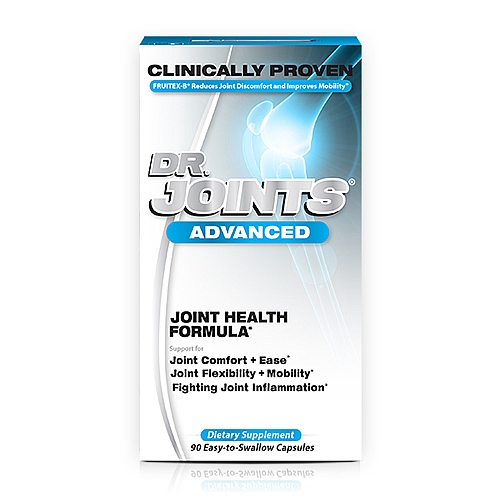 CLINICALLY PROVEN
FRUITEX-B® Reduces Joint Discomfort and Improves Mobility*
DR.
JOINTS®
ADVANCED
JOINT HEALTH
FORMULA*
Support for
Joint Comfort + Ease*
Joint Flexibility + Mobility*
Fighting Joint Inflammation*
Dietary Supplement
90 Easy-to-Swallow Capsules